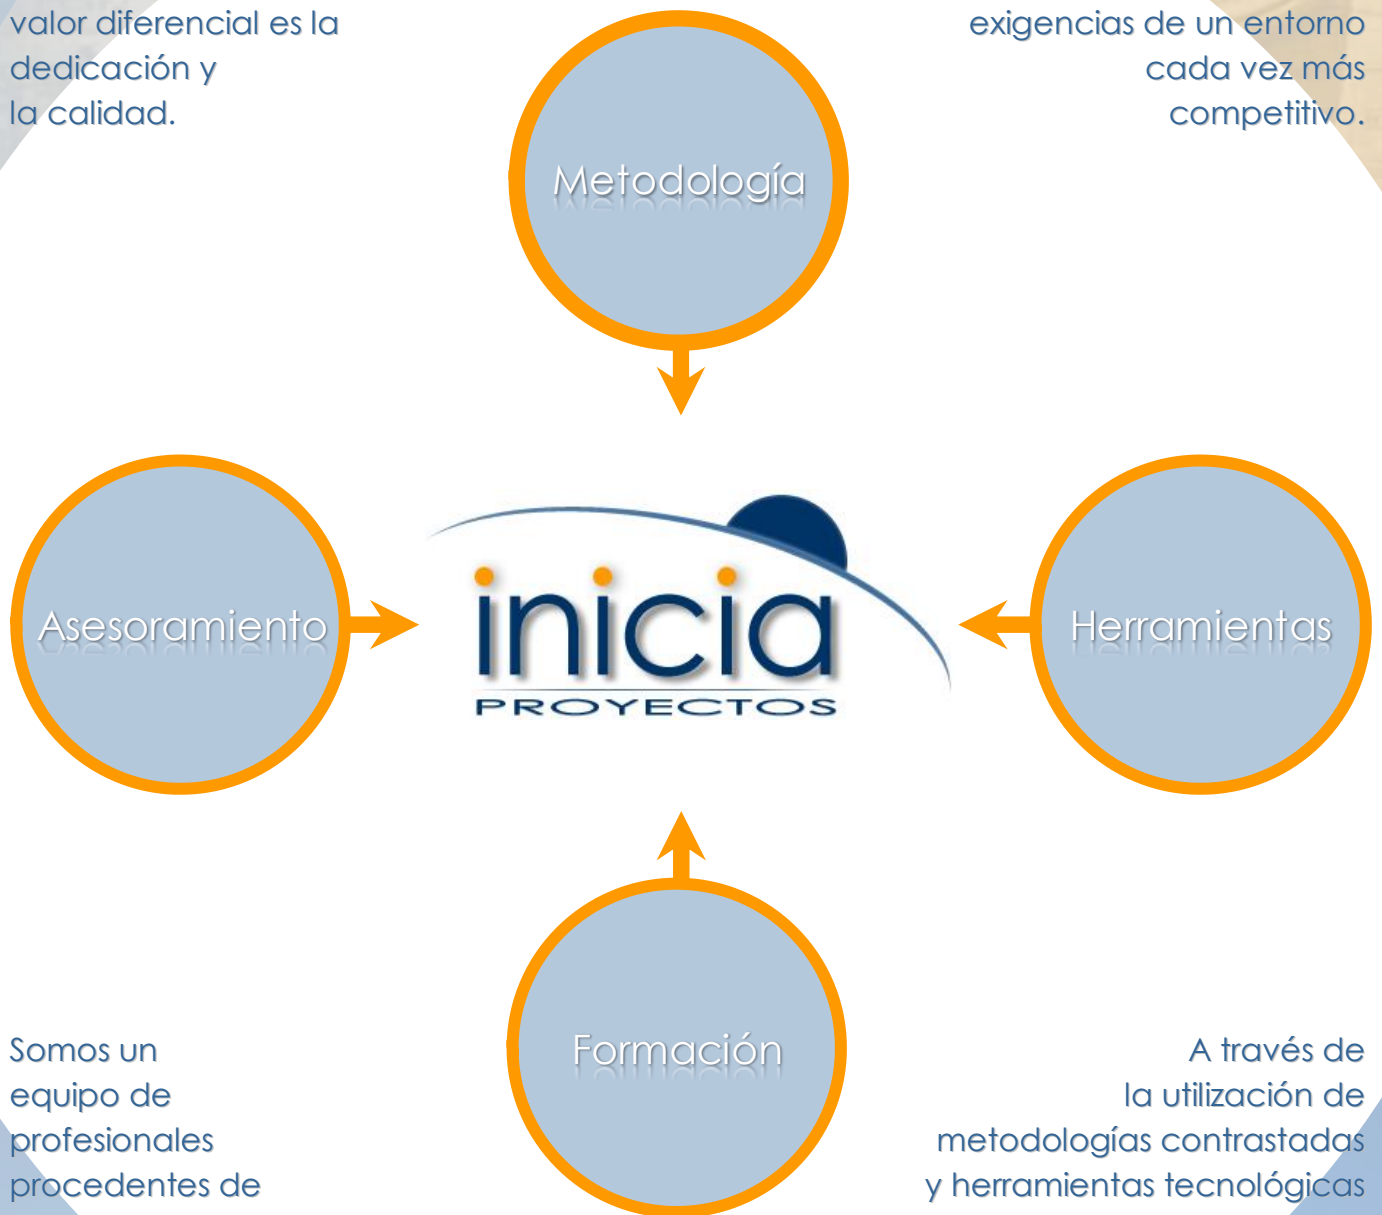 valor diferencial es la
dedicación y
la calidad.
exigencias de un entorno
cada vez más
competitivo.
Metodología
Asesoramiento
inicia
PROYECTOS
Herramientas
Formación
Somos un
equipo de
profesionales
procedentes de
A través de
la utilización de
metodologías contrastadas
y herramientas tecnológicas